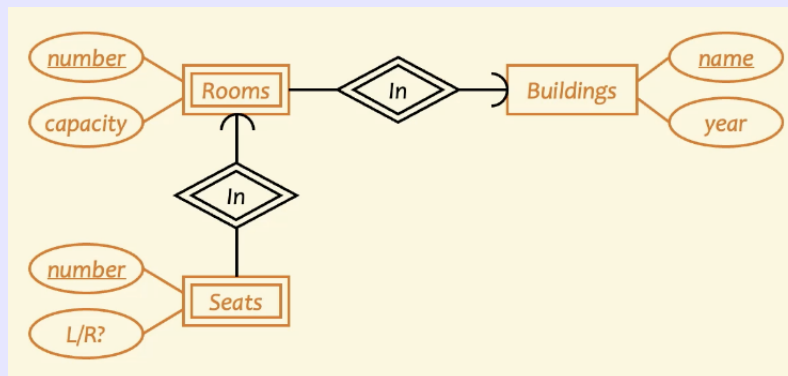 number
name
Rooms
In
Buildings
capacity
year
In
number
Seats
L/R?